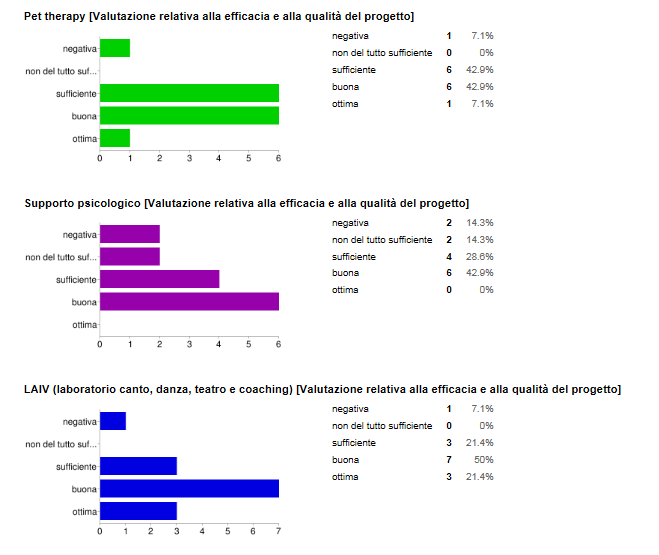 Pet therapy [Valutazione relativa alla efficacia e alla qualità del progetto]
negativa
non del tutto suf...
sufficiente
buona
ottima
0 1 2 3 4 5 6
negativa 1 7.1%
non del tutto sufficiente 0 0%
sufficiente 6 42.9%
buona 6 42.9%
ottima 1 7.1%
Supporto psicologico [Valutazione relativa alla efficacia e alla qualità del progetto]
negativa
non del tutto suf...
sufficiente
buona
ottima
0 1 2 3 4 5 6
negativa 2 14.3%
non del tutto sufficiente 2 14.3%
sufficiente 4 28.6%
buona 6 42.9%
ottima 0 0%
LAIV (laboratorio canto, danza, teatro e coaching) [Valutazione relativa alla efficacia e alla qualità del progetto]
negativa
non del tutto suf...
sufficiente
buona
ottima
0 1 2 3 4 5 6 7
negativa 1 7.1%
non del tutto sufficiente 0 0%
sufficiente 3 21.4%
buona 7 50%
ottima 3 21.4%